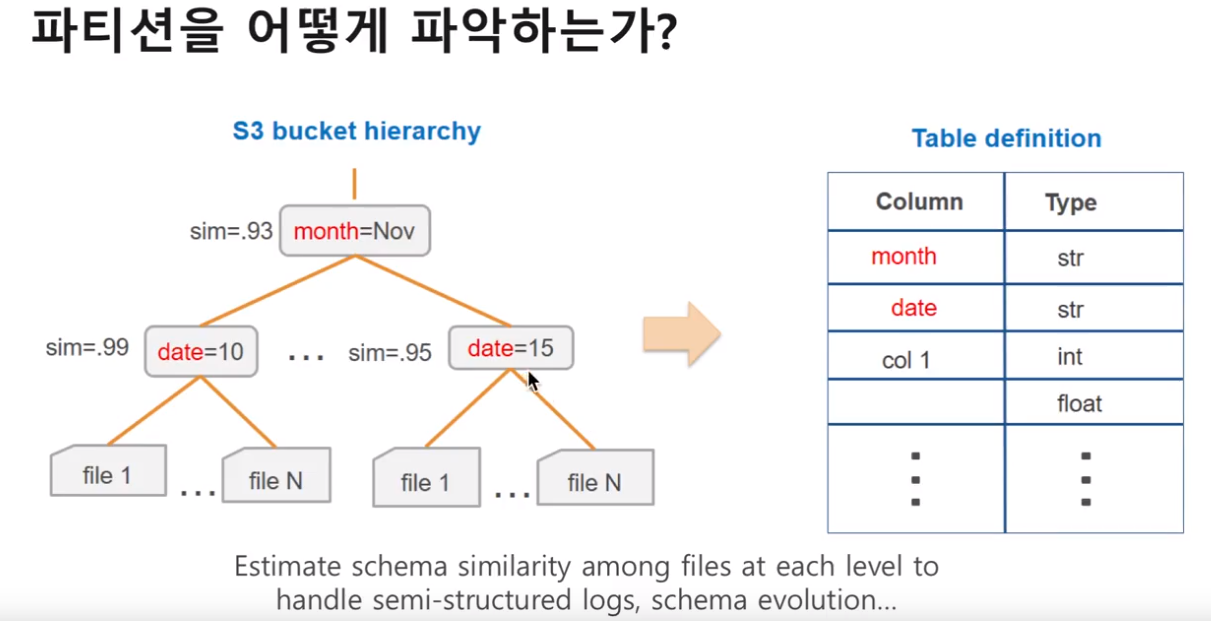 파티션을 어떻게 파악하는가?
S3 bucket hierarchy
sim=.93 month=Nov
sim=.99 date=10 ... sim=.95 date=15
file 1 ... file N file 1 ... file N
Table definition
Column Type
month str
date str
col 1 int
float
Estimate schema similarity among files at each level to
handle semi-structured logs, schema evolution...